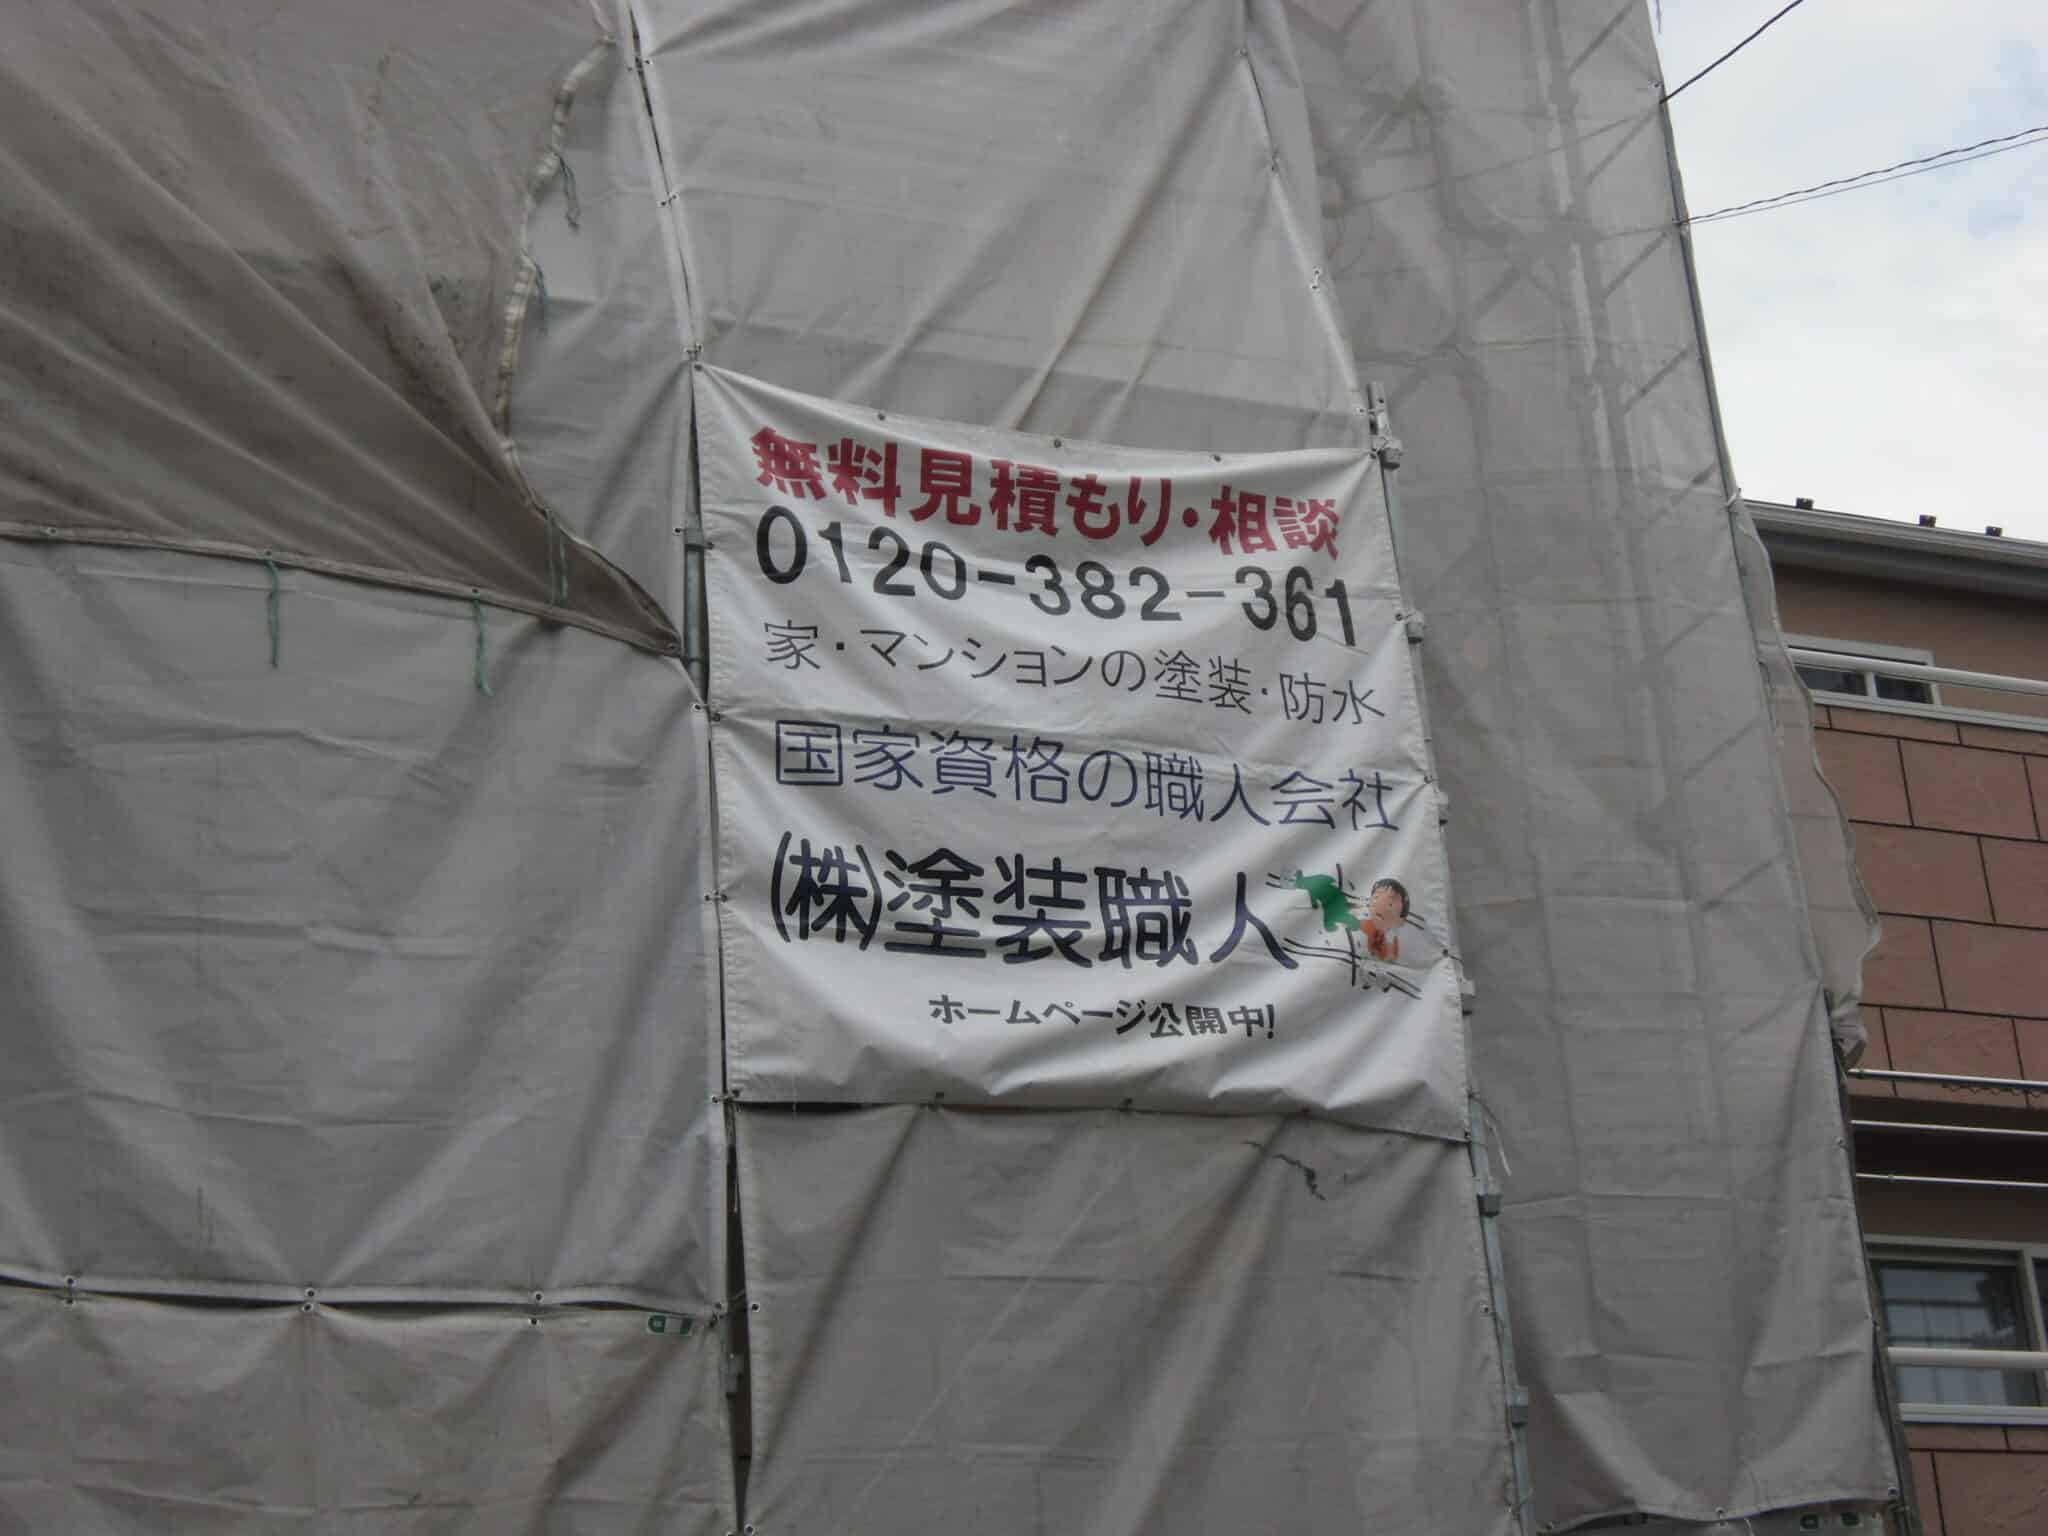 無料見積もり・相談
0120-382-361
家・マンションの塗装・防水
国家資格の職人会社
(株)塗装職人
ホームページ公開中!